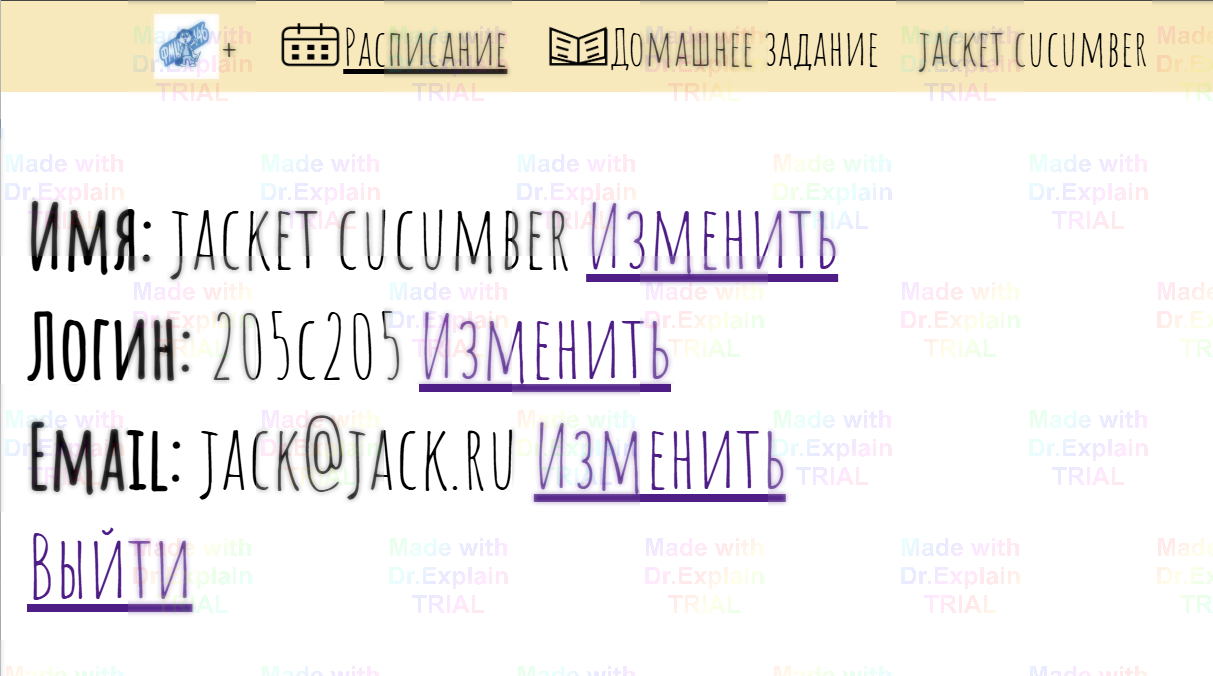 + Расписание Домашнее задание jacket cucumber
Имя: jacket cucumber Изменить
Логин: 205c205 Изменить
Email: jack@jack.ru Изменить
Выйти
Made with
Dr.Explain
TRIAL